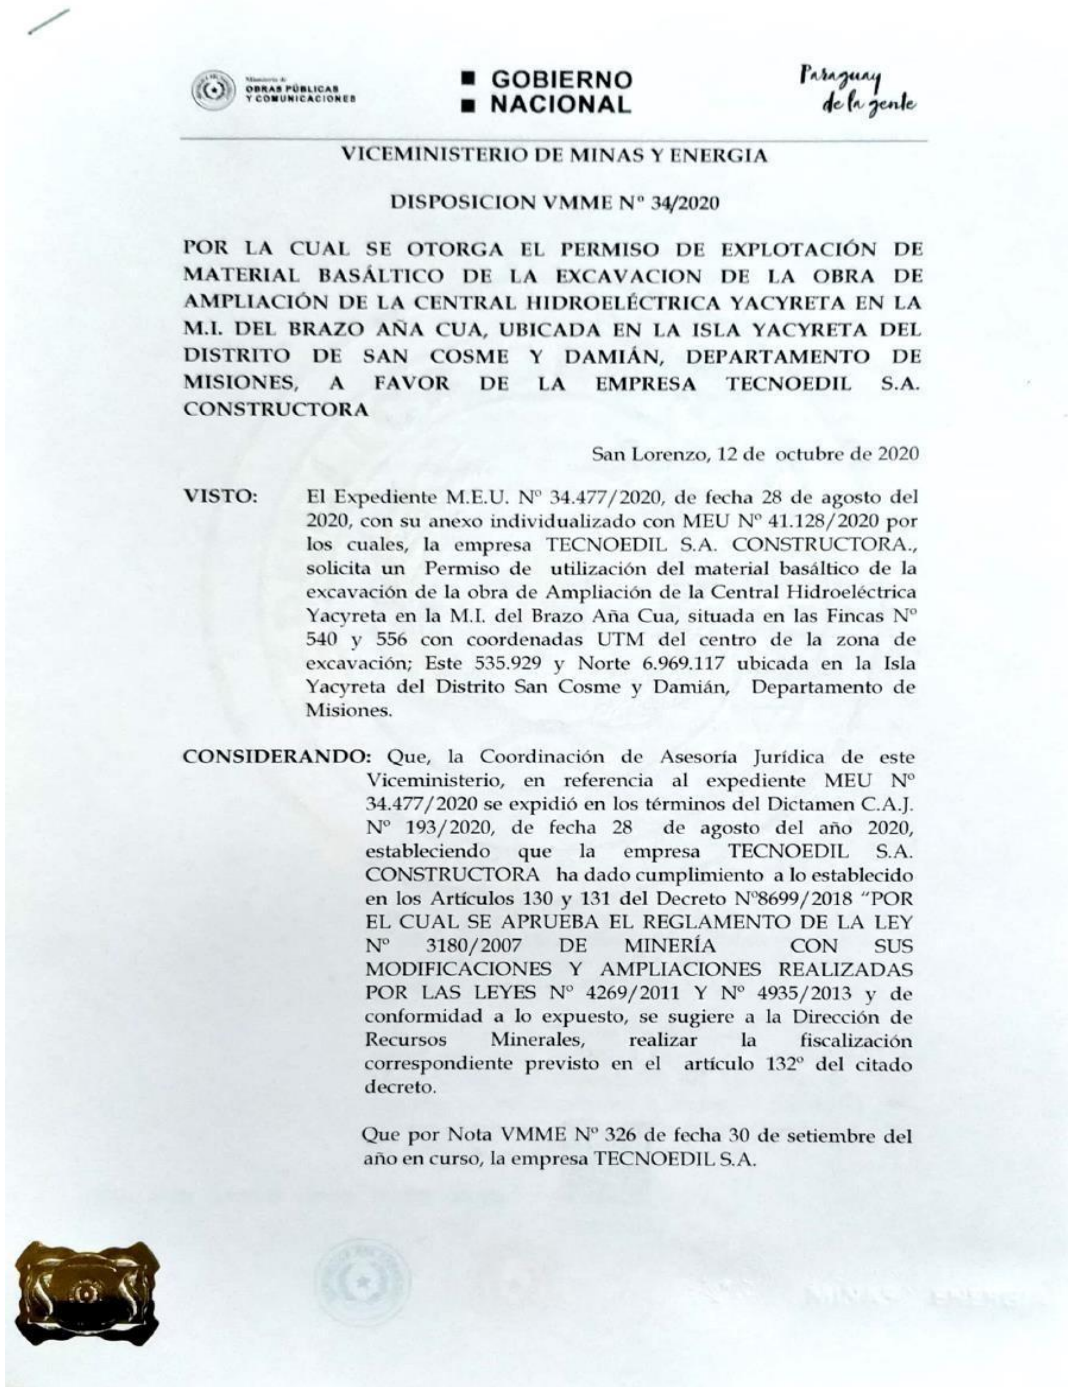 Ministerio de
OBRAS PÚBLICAS
Y COMUNICACIONES
GOBIERNO
NACIONAL
Paraguay
de la gente
VICEMINISTERIO DE MINAS Y ENERGIA
DISPOSICION VMME Nº 34/2020
POR LA CUAL SE OTORGA EL PERMISO DE EXPLOTACIÓN DE
MATERIAL BASÁLTICO DE LA EXCAVACION DE LA OBRA DE
AMPLIACIÓN DE LA CENTRAL HIDROELÉCTRICA YACYRETA EN LA
M.I. DEL BRAZO AÑA CUA, UBICADA EN LA ISLA YACYRETA DEL
DISTRITO DE SAN COSME Y DAMIÁN, DEPARTAMENTO DE
MISIONES, A FAVOR DE LA EMPRESA TECNOEDIL S.A.
CONSTRUCTORA
San Lorenzo, 12 de octubre de 2020
VISTO: El Expediente M.E.U. Nº 34.477/2020, de fecha 28 de agosto del
2020, con su anexo individualizado con MEU Nº 41.128/2020 por
los cuales, la empresa TECNOEDIL S.A. CONSTRUCTORA.,
solicita un Permiso de utilización del material basáltico de la
excavación de la obra de Ampliación de la Central Hidroeléctrica
Yacyreta en la M.I. del Brazo Aña Cua, situada en las Fincas Nº
540 y 556 con coordenadas UTM del centro de la zona de
excavación; Este 535.929 y Norte 6.969.117 ubicada en la Isla
Yacyreta del Distrito San Cosme y Damián, Departamento de
Misiones.
CONSIDERANDO: Que, la Coordinación de Asesoría Jurídica de este
Viceministerio, en referencia al expediente MEU Nº
34.477/2020 se expidió en los términos del Dictamen C.A.J.
Nº 193/2020, de fecha 28 de agosto del año 2020,
estableciendo que la empresa TECNOEDIL S.A.
CONSTRUCTORA ha dado cumplimiento a lo establecido
en los Artículos 130 y 131 del Decreto Nº8699/2018 "POR
EL CUAL SE APRUEBA EL REGLAMENTO DE LA LEY
Nº 3180/2007 DE MINERÍA CON SUS
MODIFICACIONES Y AMPLIACIONES REALIZADAS
POR LAS LEYES Nº 4269/2011 Y Nº 4935/2013 y de
conformidad a lo expuesto, se sugiere a la Dirección de
Recursos Minerales, realizar la fiscalización
correspondiente previsto en el artículo 132º del citado
decreto.
Que por Nota VMME Nº 326 de fecha 30 de setiembre del
año en curso, la empresa TECNOEDIL S.A.